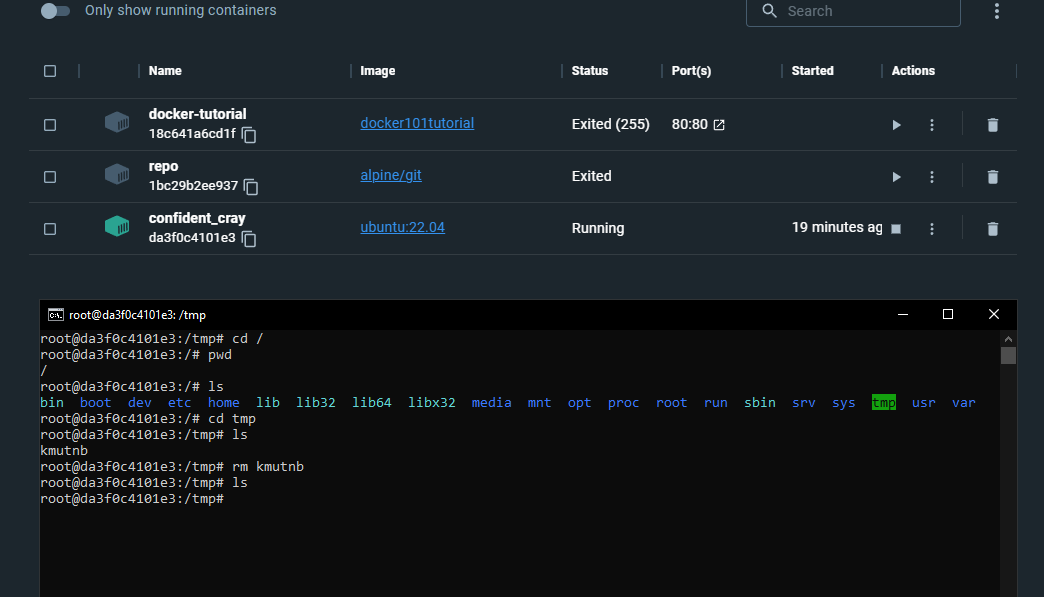 Only show running containers
Search
Name Image Status Port(s) Started Actions
docker-tutorial
18c641a6cd1f docker101tutorial Exited (255) 80:80
repo
1bc29b2ee937 alpine/git Exited
confident_cray
da3f0c4101e3 ubuntu:22.04 Running 19 minutes ag
root@da3f0c4101e3: /tmp
root@da3f0c4101e3:/tmp# cd /
root@da3f0c4101e3:/# pwd
/
root@da3f0c4101e3:/# ls
bin boot dev etc home lib lib32 lib64 libx32 media mnt opt proc root run sbin srv sys tmp usr var
root@da3f0c4101e3:/# cd tmp
root@da3f0c4101e3:/tmp# ls
kmutnb
root@da3f0c4101e3:/tmp# rm kmutnb
root@da3f0c4101e3:/tmp# ls
root@da3f0c4101e3:/tmp#